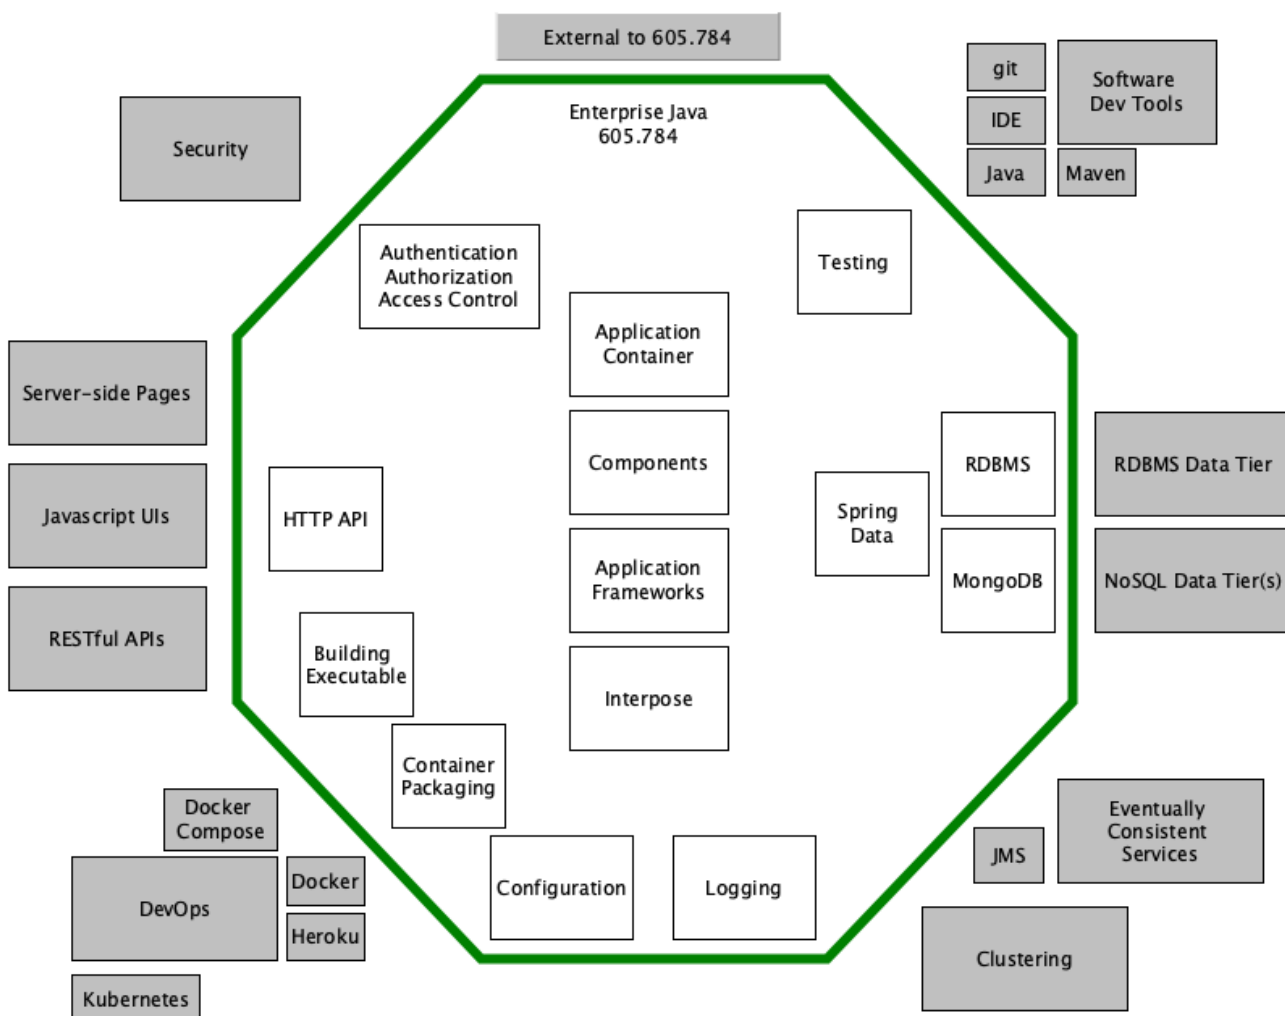 External to 605.784
Enterprise Java
605.784
git
Software
Dev Tools
IDE
Java
Maven
Security
Authentication
Authorization
Access Control
Testing
Application
Container
Server-side Pages
Components
RDBMS
RDBMS Data Tier
Javascript UIs
HTTP API
Spring
Data
Application
Frameworks
MongoDB
NoSQL Data Tier(s)
RESTful APIs
Building
Executable
Interpose
Container
Packaging
Docker
Compose
Eventually
Consistent
Services
JMS
DevOps
Docker
Heroku
Configuration
Logging
Clustering
Kubernetes